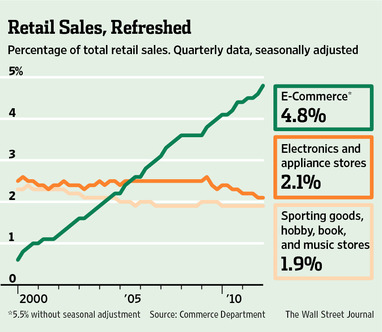 Retail Sales, Refreshed
Percentage of total retail sales. Quarterly data, seasonally adjusted
5%
4
3
2
1
0
E-Commerce*
4.8%
Electronics and
appliance stores
2.1%
Sporting goods,
hobby, book,
and music stores
1.9%
2000 '05 '10
*5.5% without seasonal adjustment Source: Commerce Department The Wall Street Journal